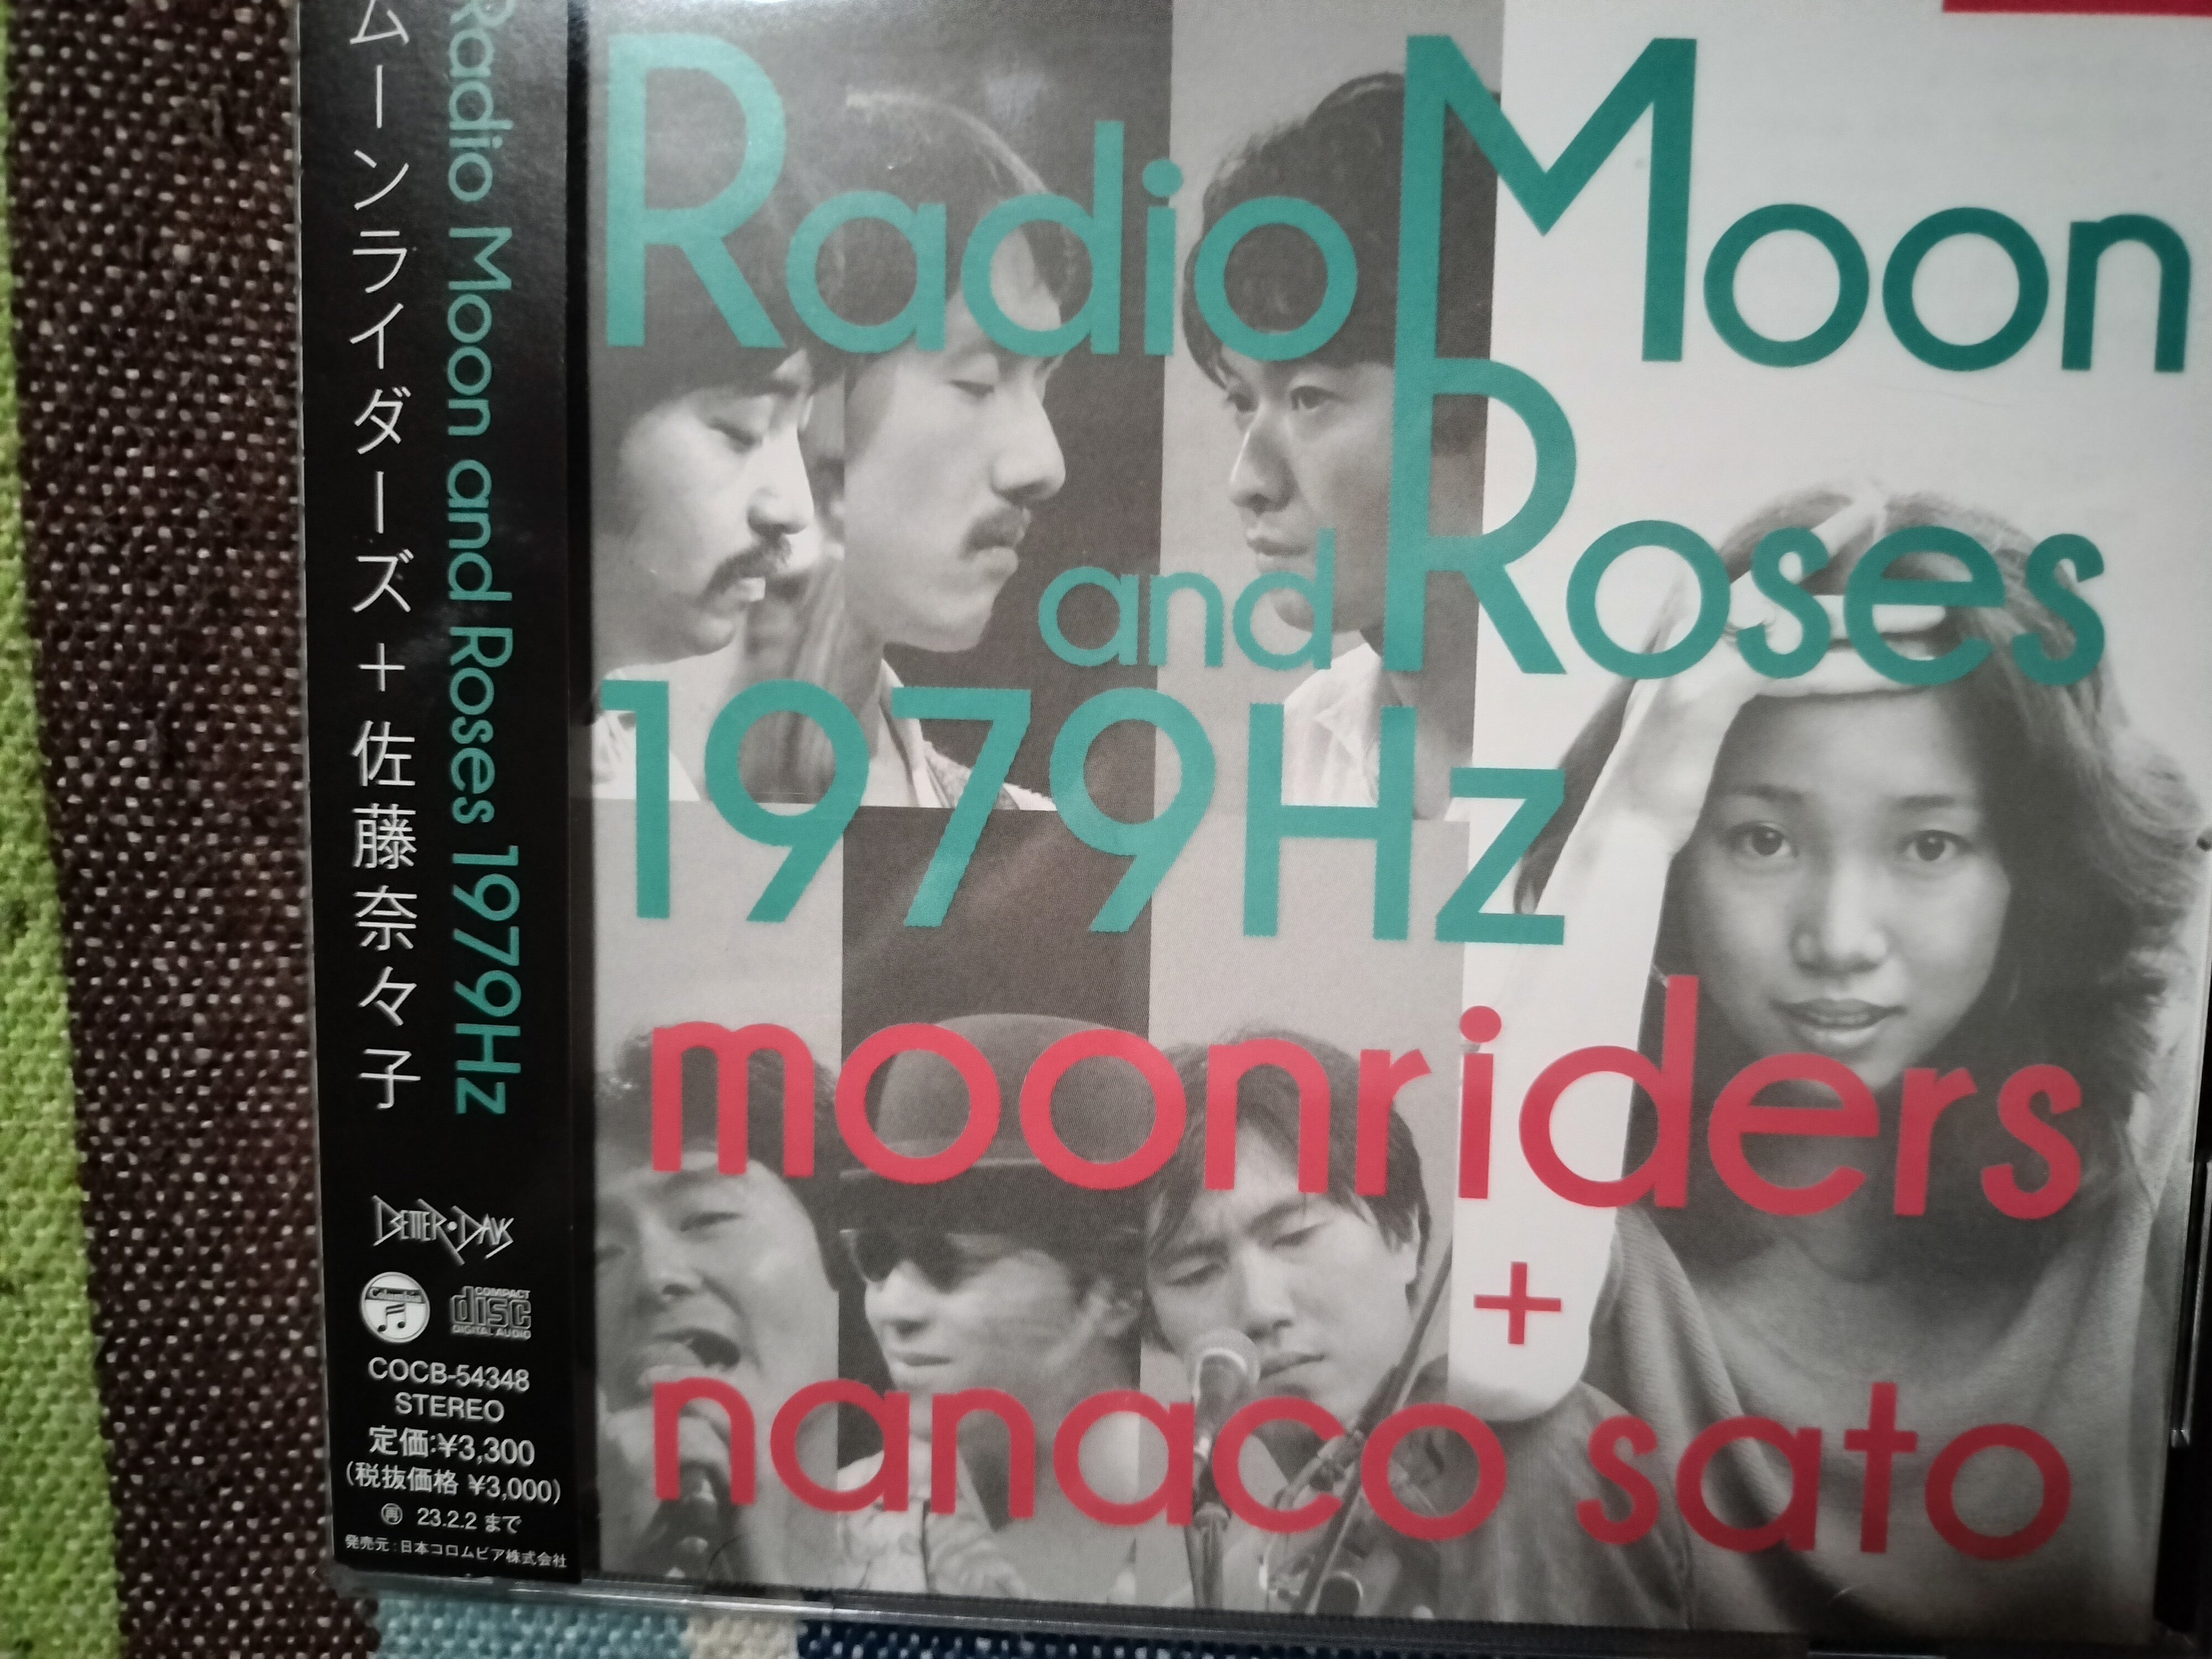 ムーンライダーズ + 佐藤奈々子
Radio Moon and Roses 1979Hz
BETTER・DAYS
Columbia
COMPACT
disc
DIGITAL AUDIO
COCB-54348
STEREO
定価:¥3,300
(税抜価格 ¥3,000)
再 23.2.2 まで
発売元:日本コロムビア株式会社
Radio Moon
and Roses
1979Hz
moonriders
+
nanaco sato